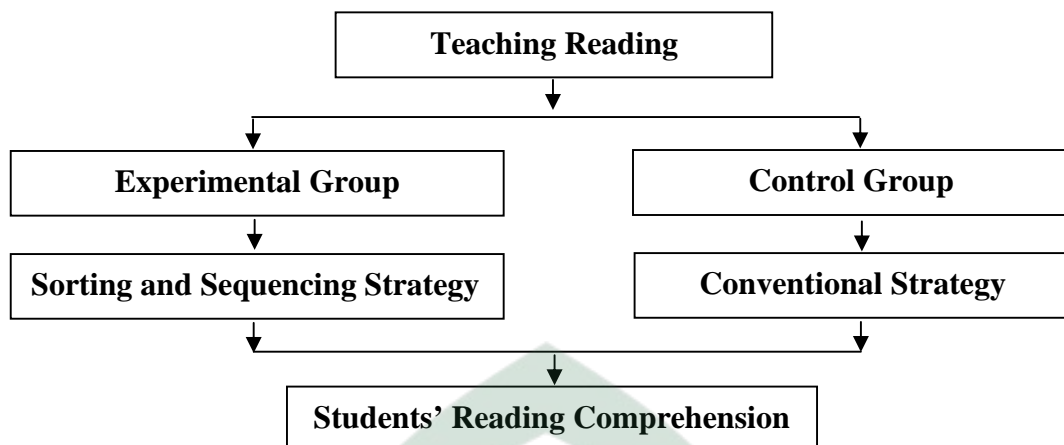 Teaching Reading
Experimental Group
Control Group
Sorting and Sequencing Strategy
Conventional Strategy
Students’ Reading Comprehension